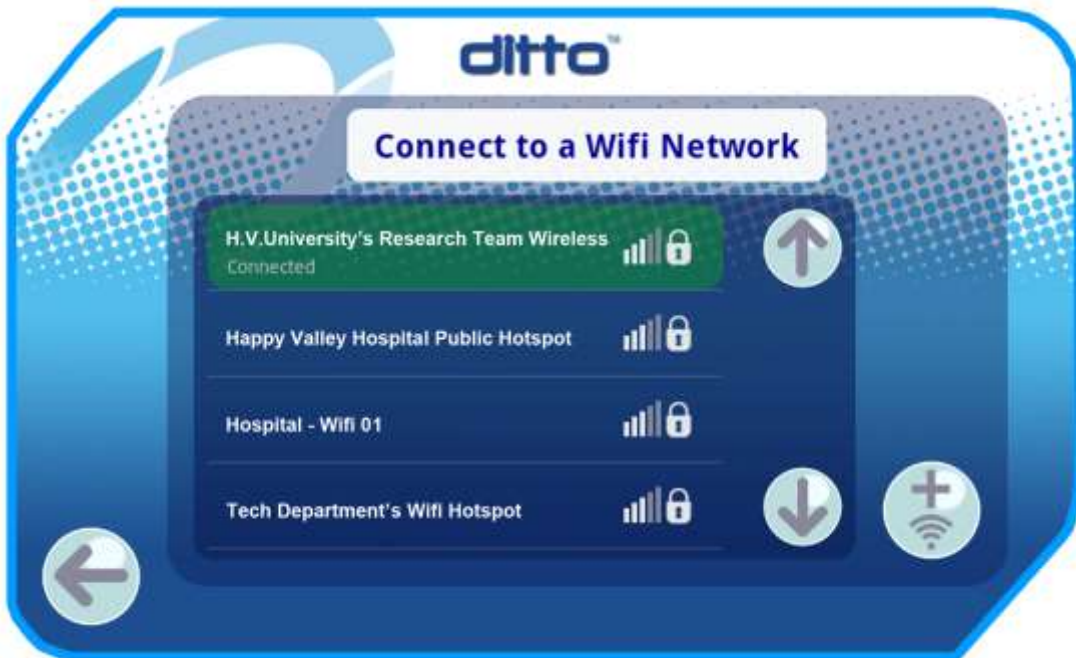 ditto™
Connect to a Wifi Network
H.V.University's Research Team Wireless
Connected
Happy Valley Hospital Public Hotspot
Hospital - Wifi 01
Tech Department's Wifi Hotspot